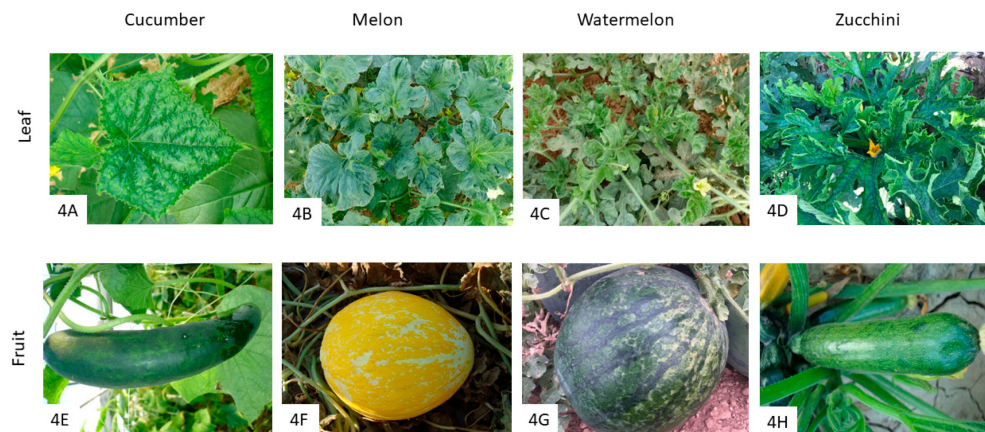 Cucumber Melon Watermelon Zucchini
Leaf
4A 4B 4C 4D
Fruit
4E 4F 4G 4H